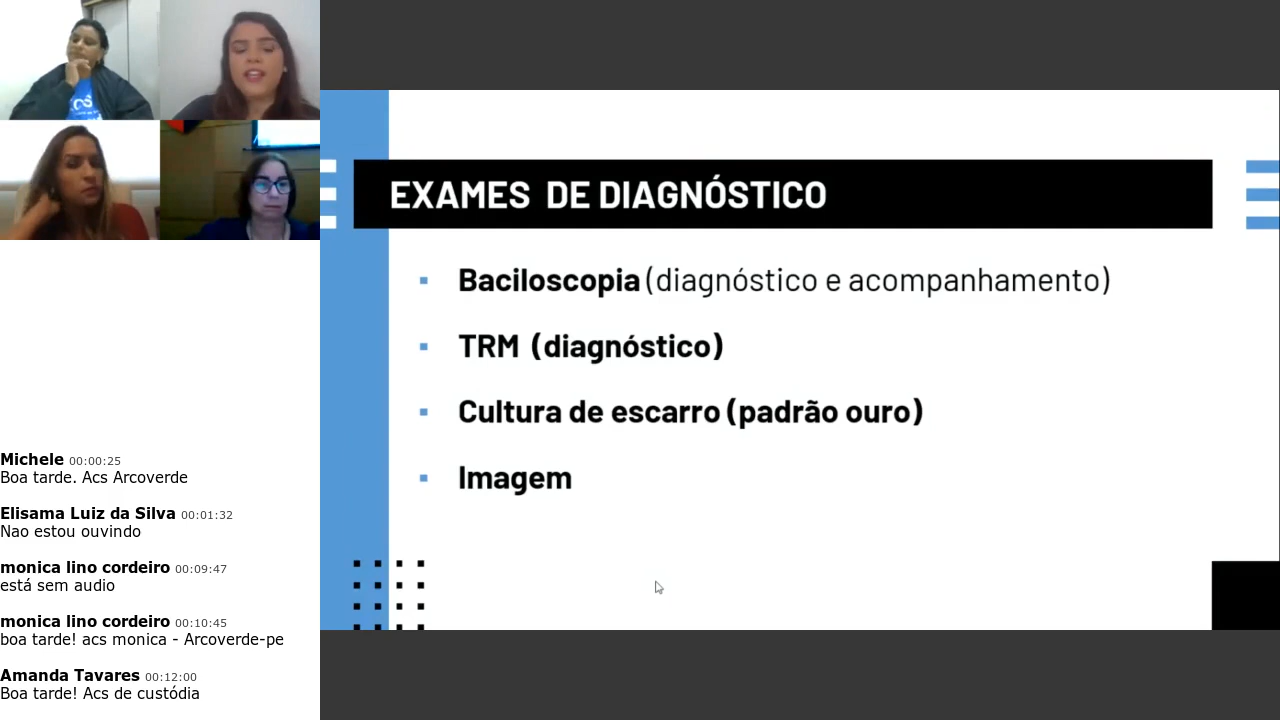 EXAMES DE DIAGNÓSTICO
Baciloscopia (diagnóstico e acompanhamento)
TRM (diagnóstico)
Cultura de escarro (padrão ouro)
Imagem
Michele 00:00:25
Boa tarde. Acs Arcoverde
Elisama Luiz da Silva 00:01:32
Nao estou ouvindo
monica lino cordeiro 00:09:47
está sem audio
monica lino cordeiro 00:10:45
boa tarde! acs monica - Arcoverde-pe
Amanda Tavares 00:12:00
Boa tarde! Acs de custódia